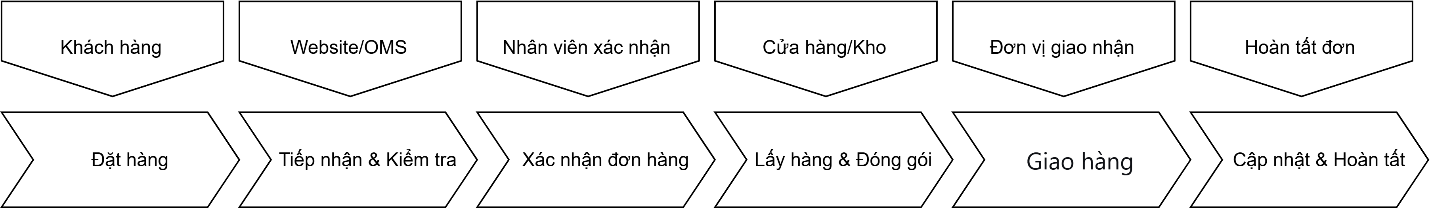 Khách hàng
Website/OMS
Nhân viên xác nhận
Cửa hàng/Kho
Đơn vị giao nhận
Hoàn tất đơn
Đặt hàng
Tiếp nhận & Kiểm tra
Xác nhận đơn hàng
Lấy hàng & Đóng gói
Giao hàng
Cập nhật & Hoàn tất